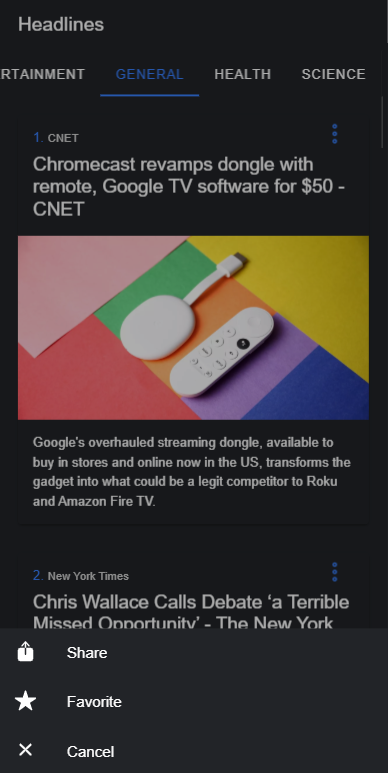 Headlines
RTAINMENT GENERAL HEALTH SCIENCE
1. CNET
Chromecast revamps dongle with
remote, Google TV software for $50 -
CNET
Google's overhauled streaming dongle, available to
buy in stores and online now in the US, transforms the
gadget into what could be a legit competitor to Roku
and Amazon Fire TV.
2. New York Times
Chris Wallace Calls Debate ‘a Terrible
Missed Opportunity’ - The New York
Share
Favorite
Cancel